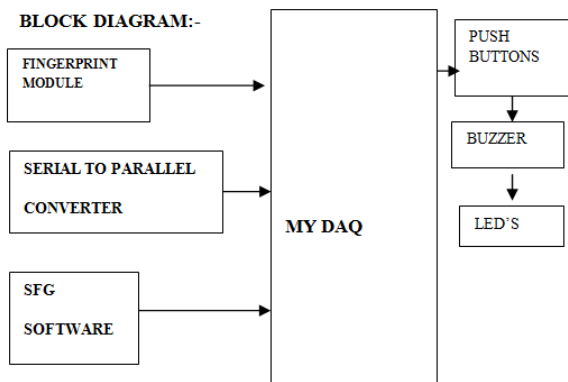 BLOCK DIAGRAM:-
FINGERPRINT
MODULE
SERIAL TO PARALLEL
CONVERTER
SFG
SOFTWARE
MY DAQ
PUSH
BUTTONS
BUZZER
LED'S